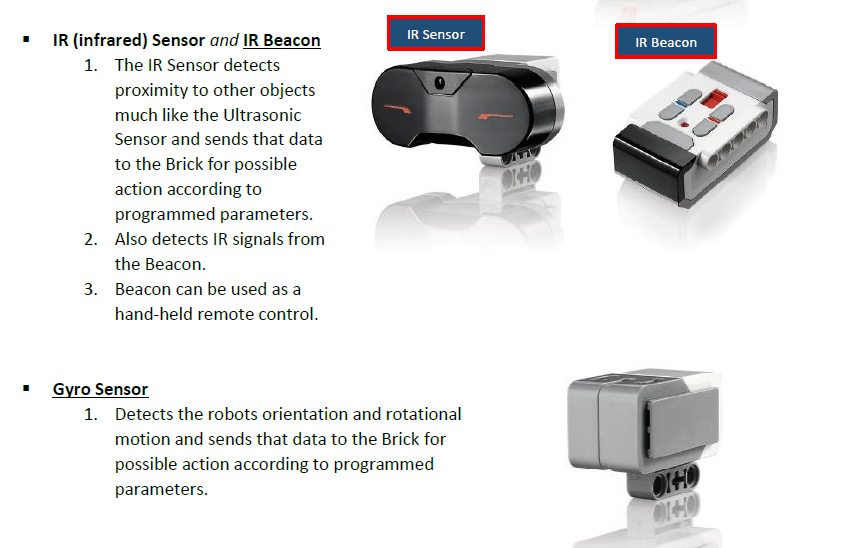 IR Sensor
IR Beacon
▪ IR (infrared) Sensor and IR Beacon
1. The IR Sensor detects
proximity to other objects
much like the Ultrasonic
Sensor and sends that data
to the Brick for possible
action according to
programmed parameters.
2. Also detects IR signals from
the Beacon.
3. Beacon can be used as a
hand-held remote control.
▪ Gyro Sensor
1. Detects the robots orientation and rotational
motion and sends that data to the Brick for
possible action according to programmed
parameters.